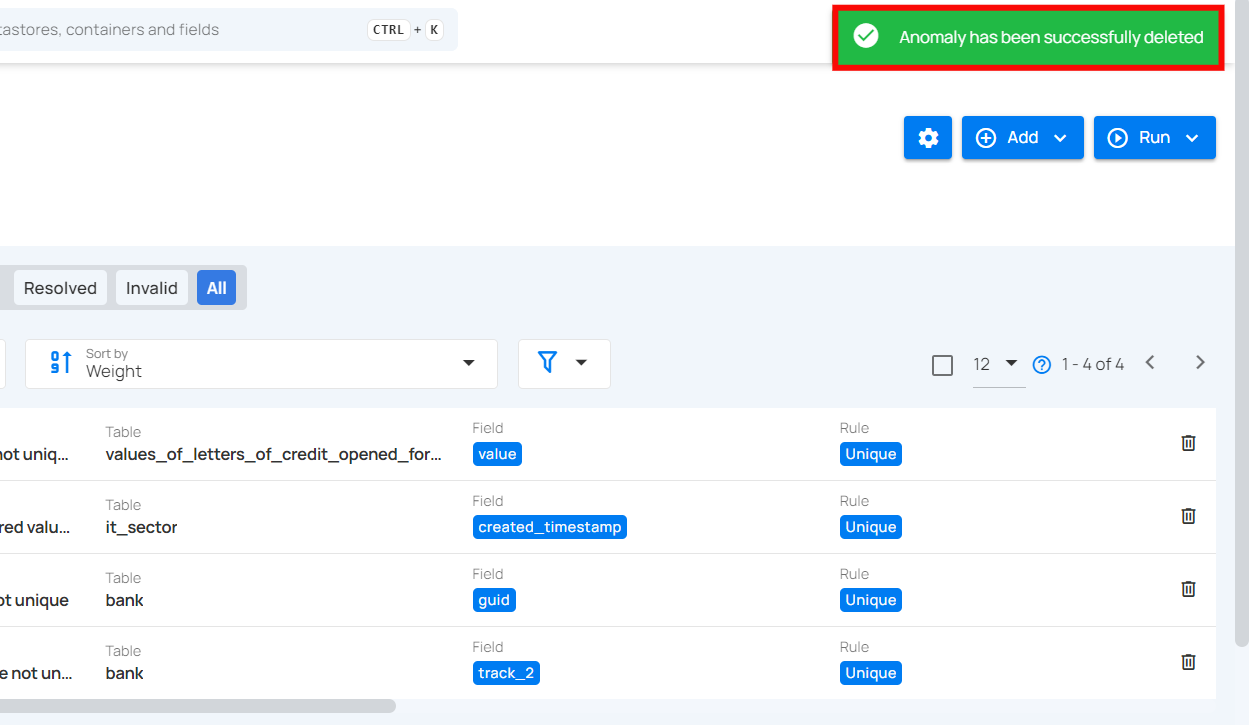 tastores, containers and fields CTRL + K
Anomaly has been successfully deleted
Add Run
Resolved Invalid All
Sort by
Weight
12 1 - 4 of 4
Table Field Rule
not uniq... values_of_letters_of_credit_opened_for... value Unique
Table Field Rule
red valu... it_sector created_timestamp Unique
Table Field Rule
ot unique bank guid Unique
Table Field Rule
e not un... bank track_2 Unique